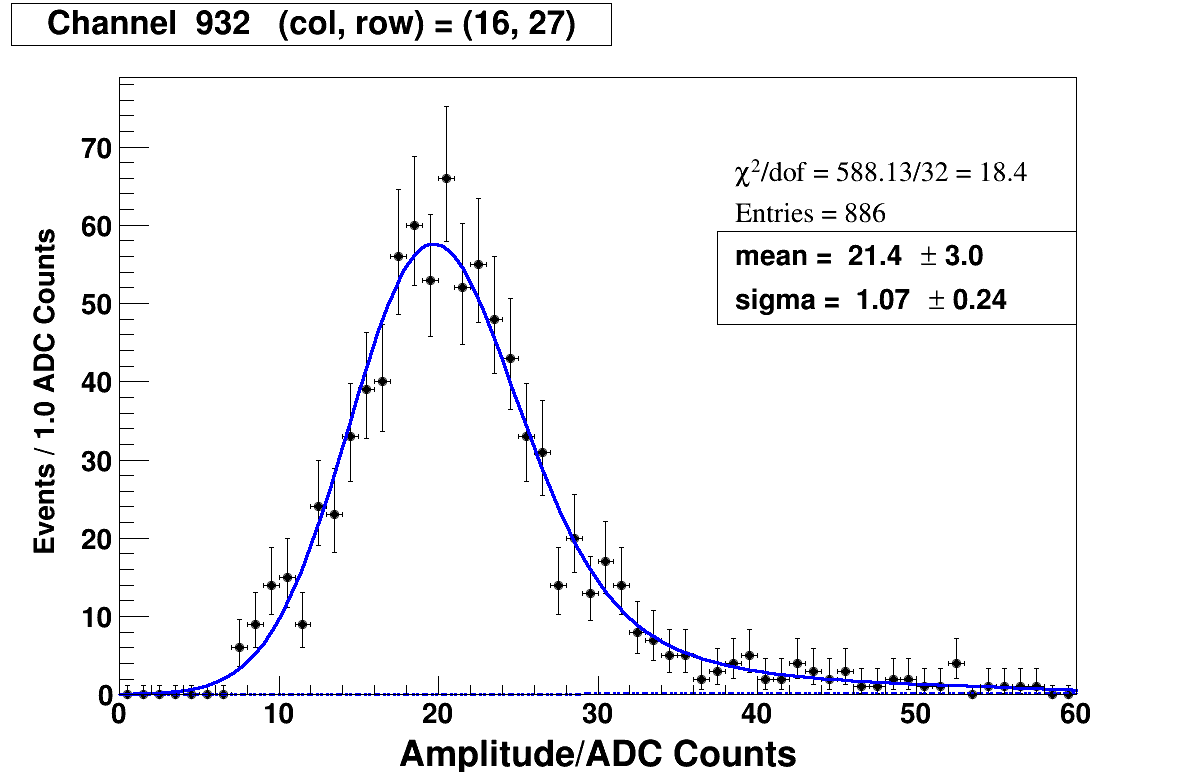 Channel 932 (col, row) = (16, 27)
χ²/dof = 588.13/32 = 18.4
Entries = 886
mean = 21.4 ± 3.0
sigma = 1.07 ± 0.24
Events / 1.0 ADC Counts
70
60
50
40
30
20
10
0
0 10 20 30 40 50 60
Amplitude/ADC Counts